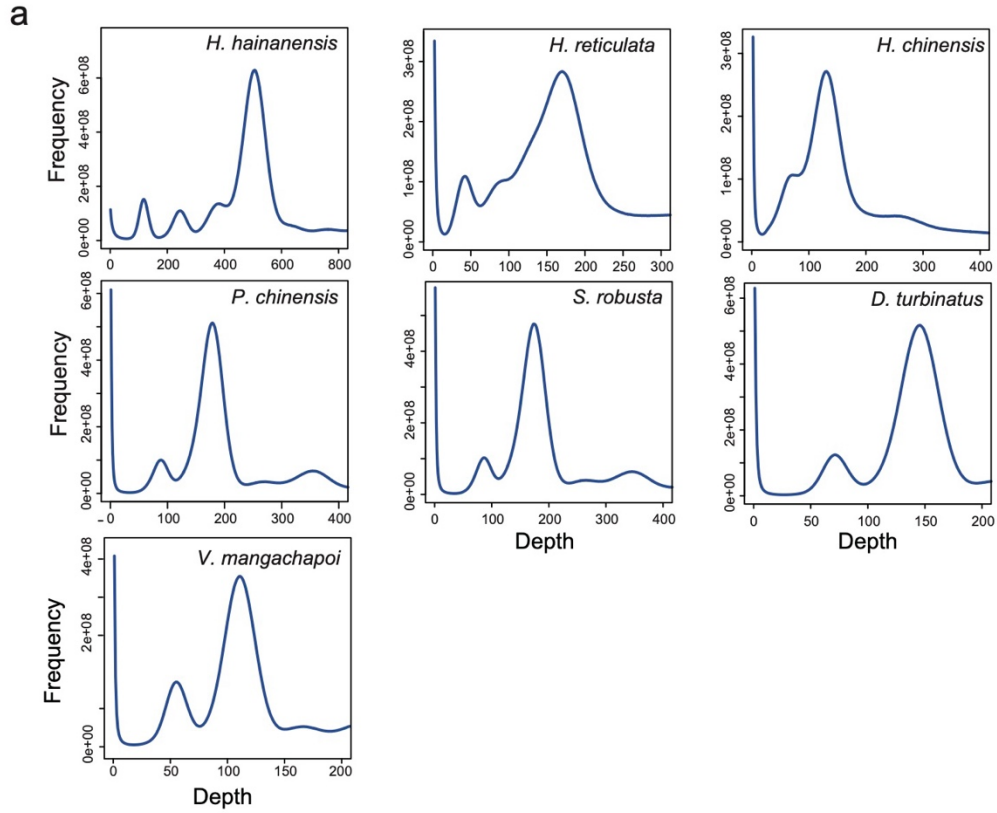 a
H. hainanensis
Frequency
0e+00 2e+08 4e+08 6e+08
0 200 400 600 800
H. reticulata
0e+00 1e+08 2e+08 3e+08
0 50 100 150 200 250 300
H. chinensis
0e+00 1e+08 2e+08 3e+08
0 100 200 300 400
P. chinensis
Frequency
0e+00 2e+08 4e+08 6e+08
-0 100 200 300 400
S. robusta
0e+00 2e+08 4e+08
0 100 200 300 400
Depth
D. turbinatus
0e+00 2e+08 4e+08 6e+08
0 50 100 150 200
Depth
V. mangachapoi
Frequency
0e+00 2e+08 4e+08
0 50 100 150 200
Depth